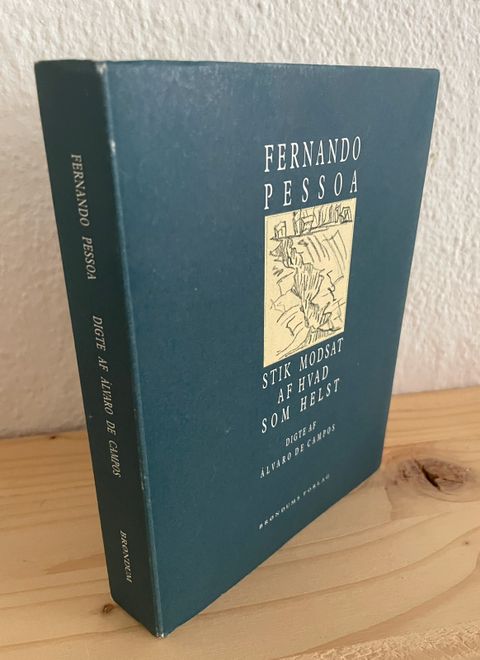 FERNANDO PESSOA DIGTE AF ÁLVARO DE CAMPOS BRØNDUM
FERNANDO
PESSOA
STIK MODSAT
AF HVAD
SOM HELST
DIGTE AF
ÁLVARO DE CAMPOS
BRØNDUMS FORLAG